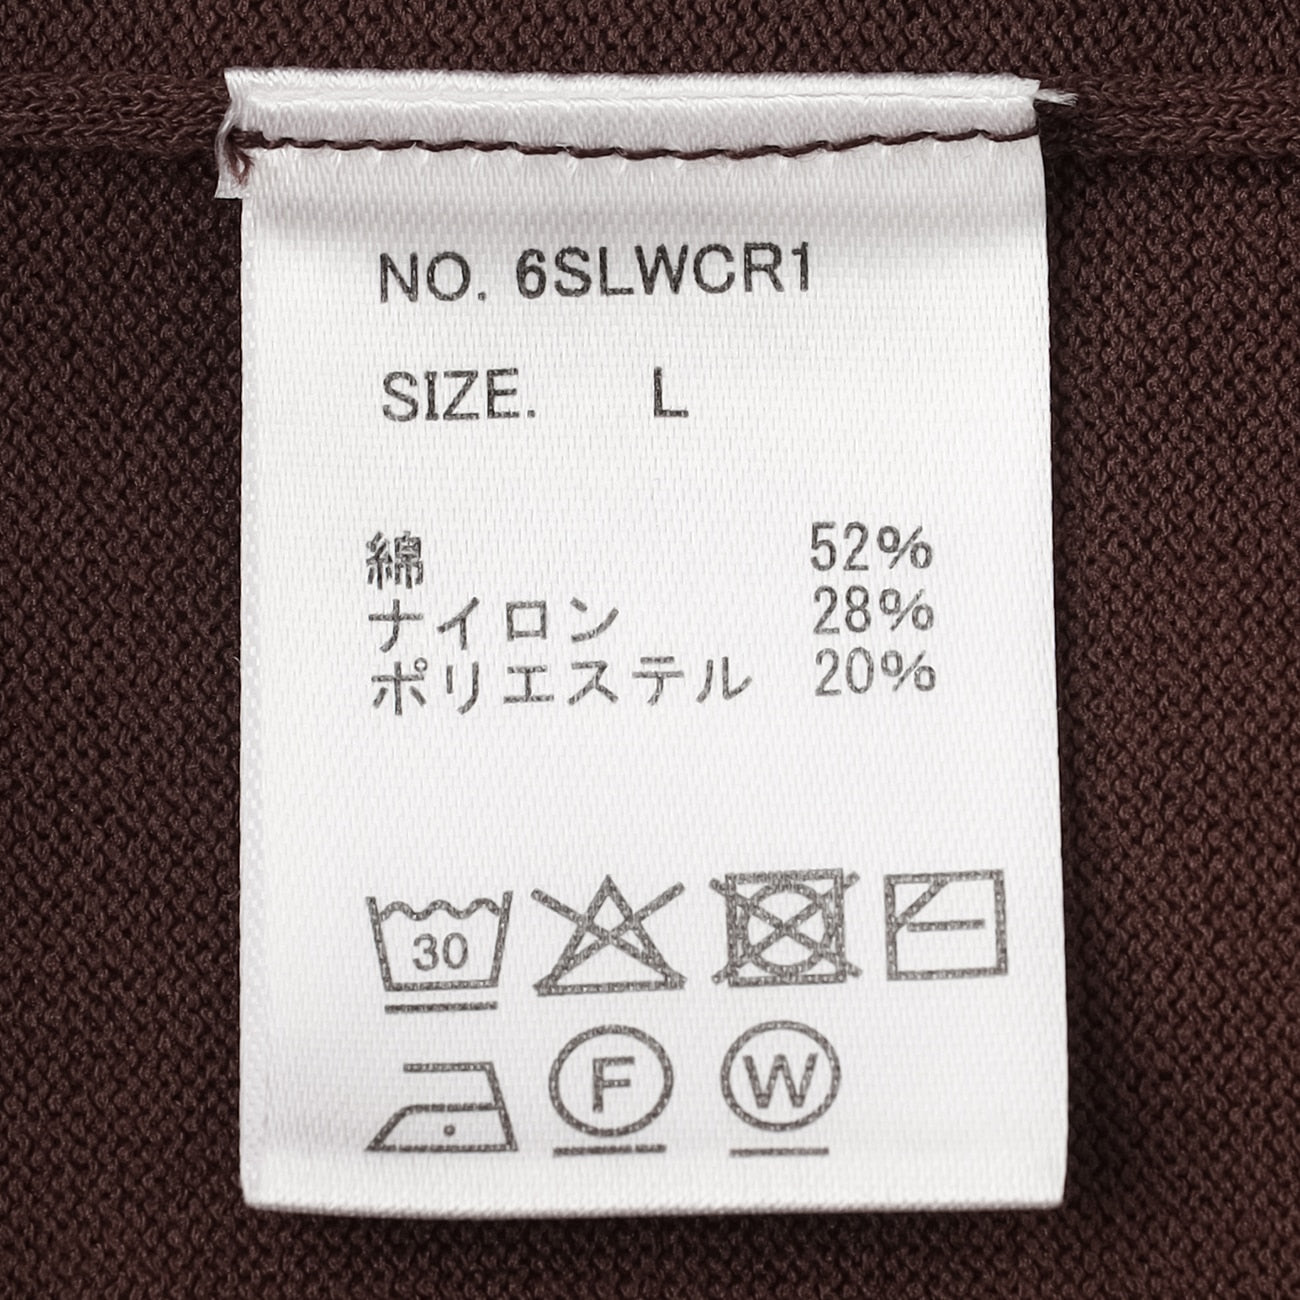 NO. 6SLWCR1
SIZE. L
綿 52%
ナイロン 28%
ポリエステル 20%
30
F W